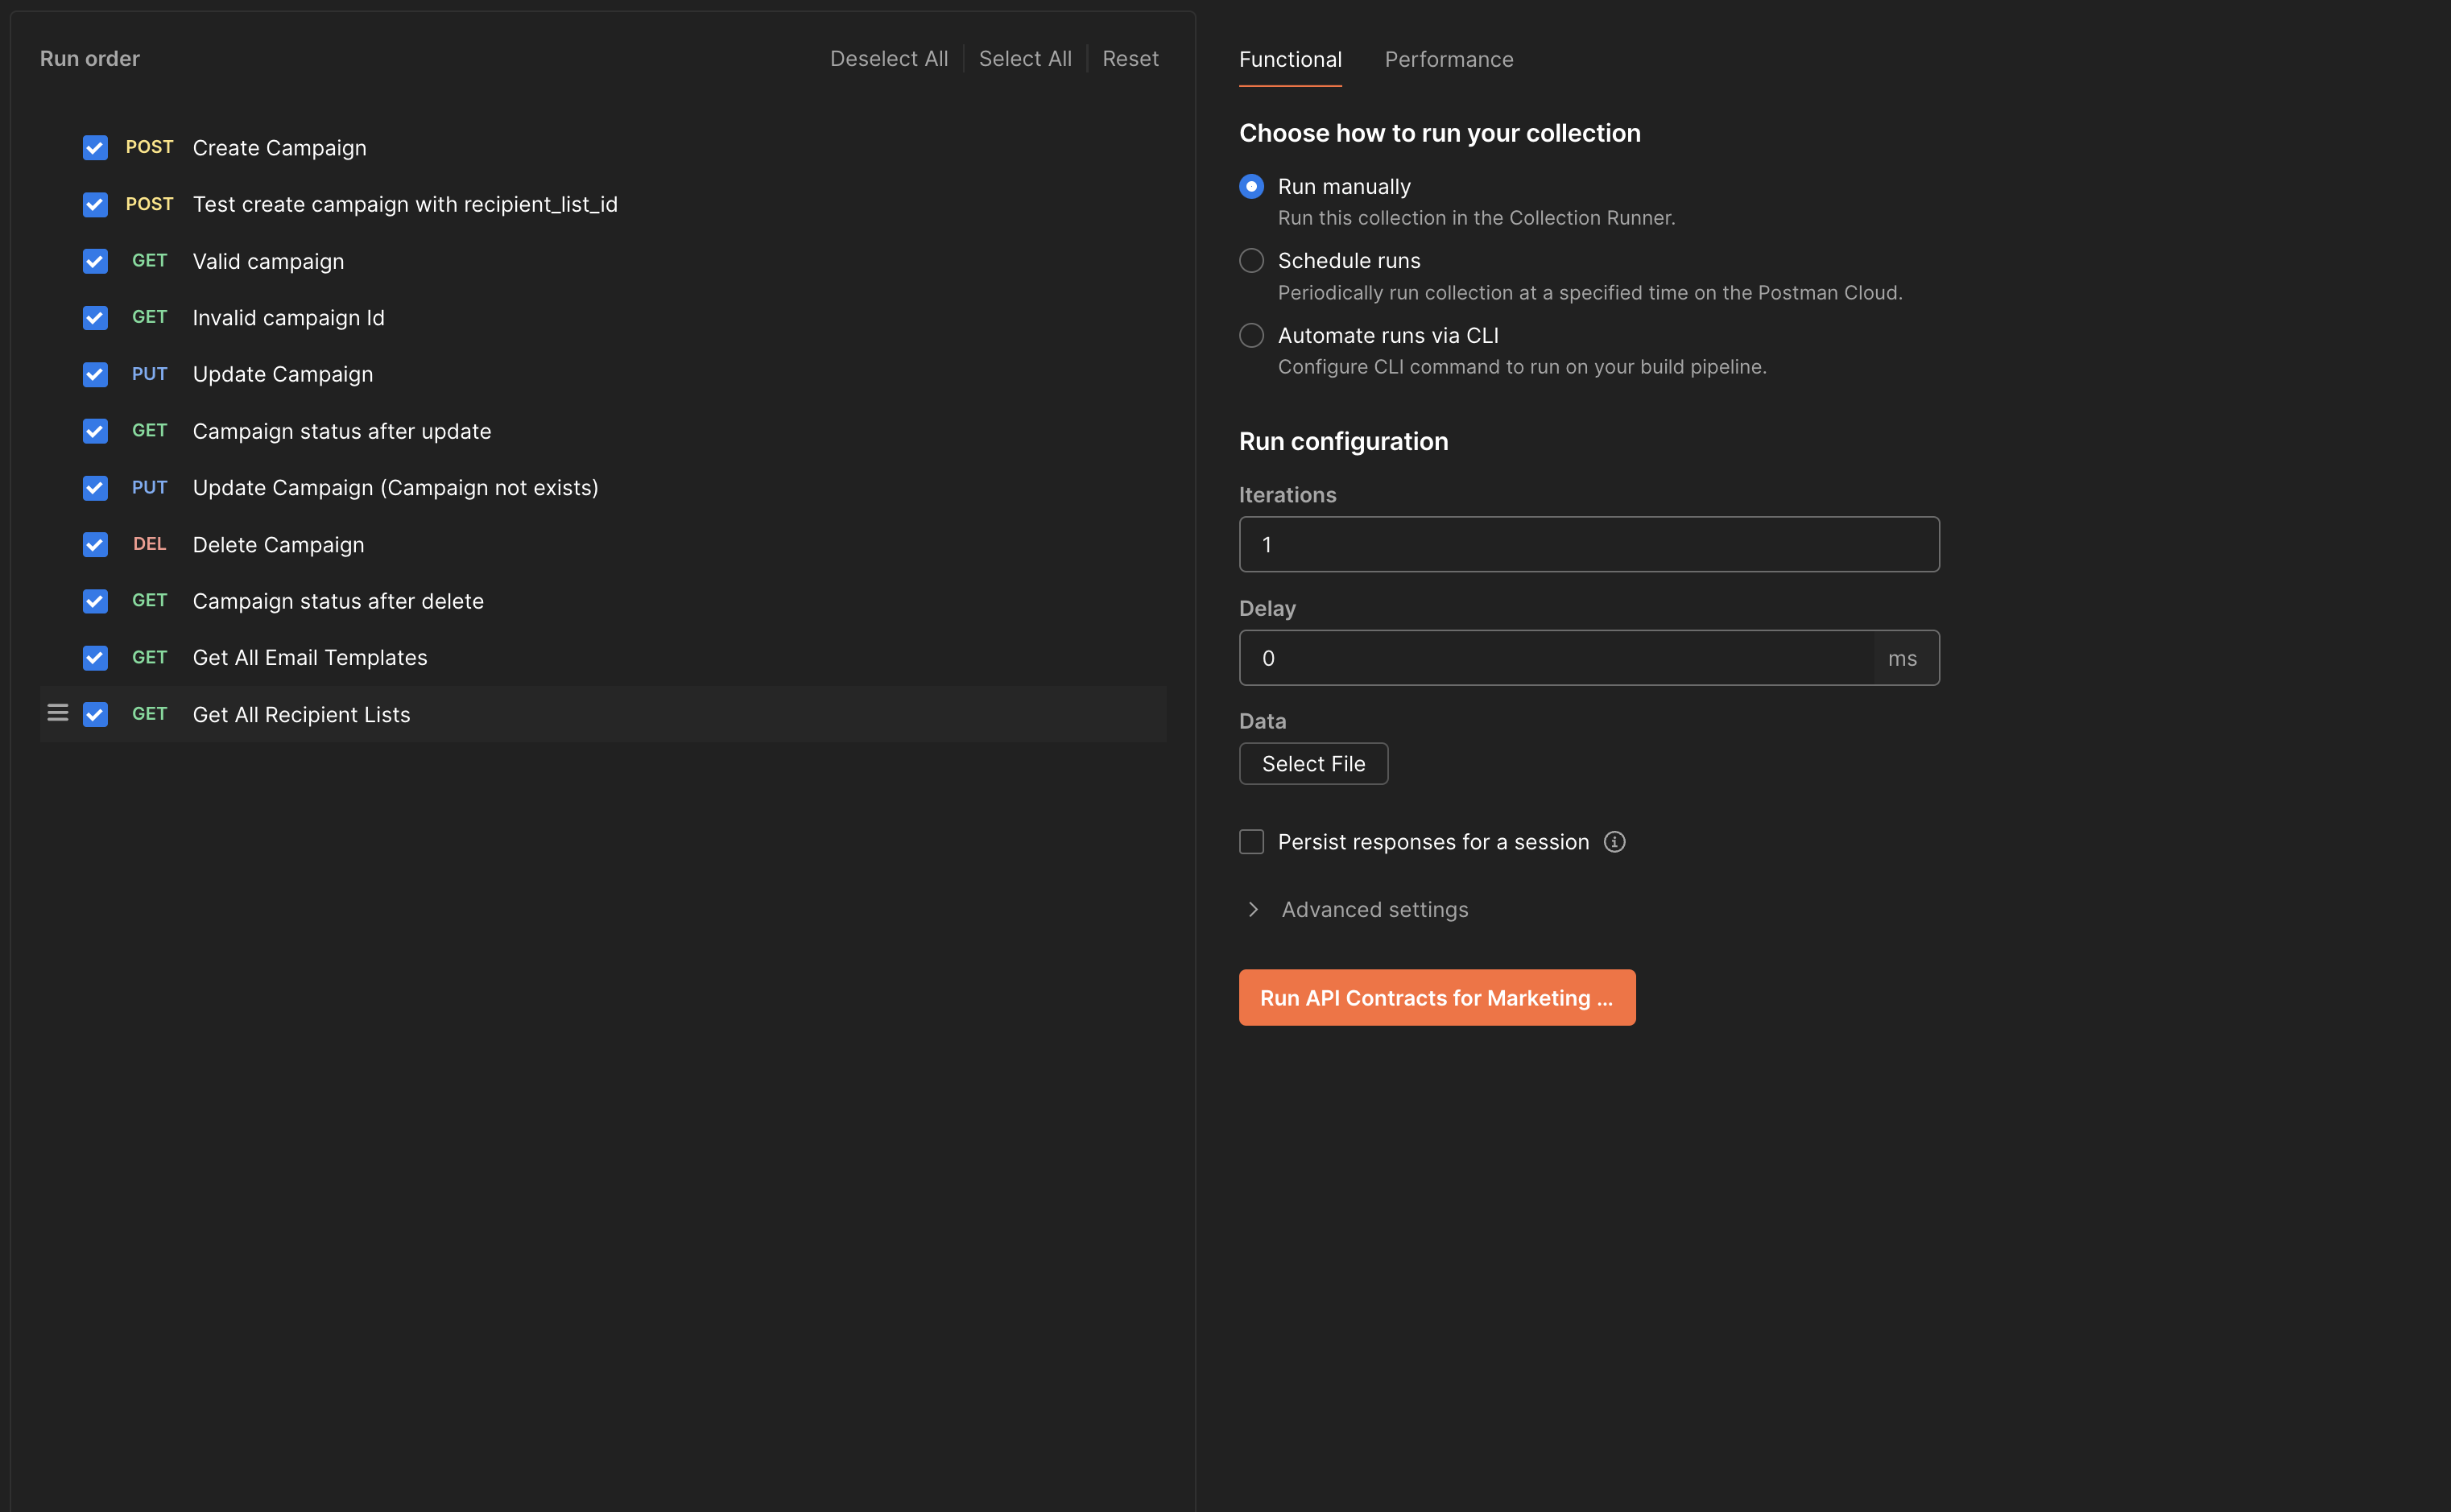 Run order
Deselect All
Select All
Reset
POST Create Campaign
POST Test create campaign with recipient_list_id
GET Valid campaign
GET Invalid campaign Id
PUT Update Campaign
GET Campaign status after update
PUT Update Campaign (Campaign not exists)
DEL Delete Campaign
GET Campaign status after delete
GET Get All Email Templates
GET Get All Recipient Lists
Functional
Performance
Choose how to run your collection
Run manually
Run this collection in the Collection Runner.
Schedule runs
Periodically run collection at a specified time on the Postman Cloud.
Automate runs via CLI
Configure CLI command to run on your build pipeline.
Run configuration
Iterations
1
Delay
0 ms
Data
Select File
Persist responses for a session
Advanced settings
Run API Contracts for Marketing ...